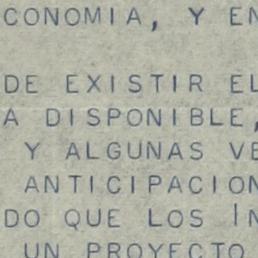 CONOMIA, Y EN
DE EXISTIR EL
A DISPONIBLE,
Y ALGUNAS VE
ANTICIPACION
DO QUE LOS IN
UN PROYECTO